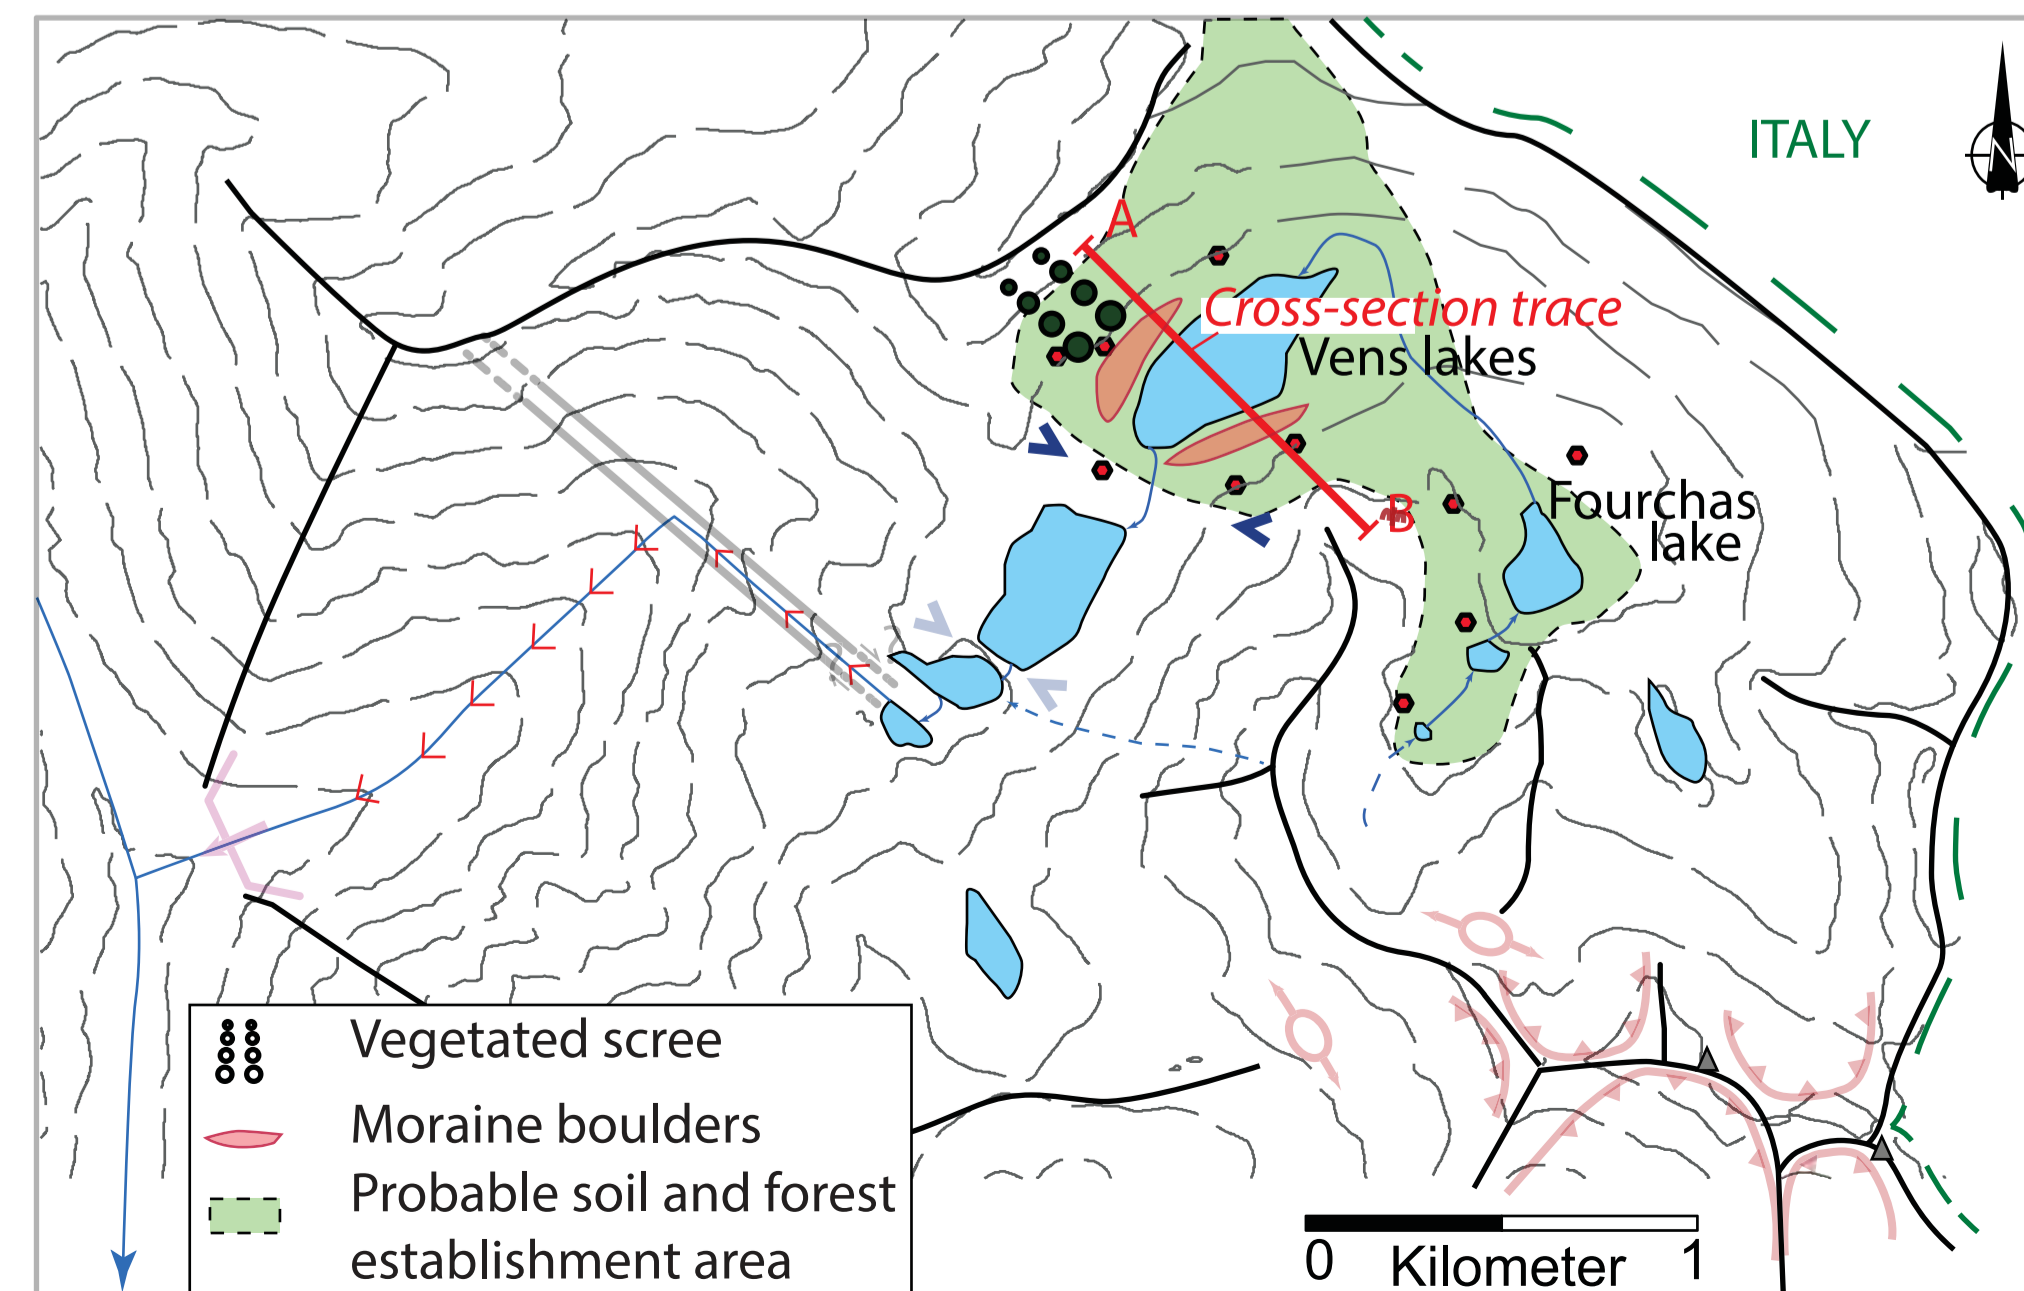 ITALY
N
A
Cross-section trace
Vens lakes
Fourchas
lake
B
? ?
Vegetated scree
Moraine boulders
Probable soil and forest
establishment area
0 Kilometer 1